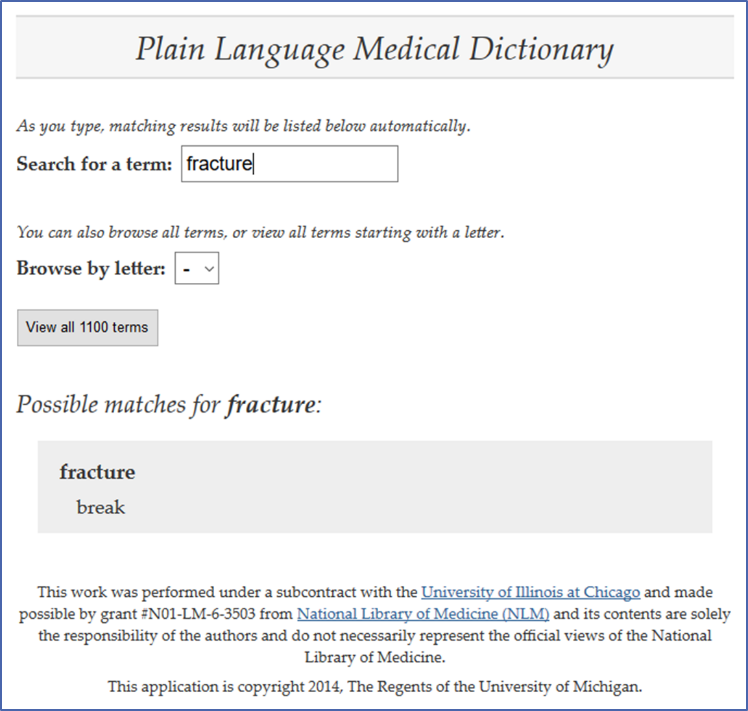 Plain Language Medical Dictionary
As you type, matching results will be listed below automatically.
Search for a term: fracture
You can also browse all terms, or view all terms starting with a letter.
Browse by letter: -
View all 1100 terms
Possible matches for fracture:
fracture
break
This work was performed under a subcontract with the University of Illinois at Chicago and made
possible by grant #N01-LM-6-3503 from National Library of Medicine (NLM) and its contents are solely
the responsibility of the authors and do not necessarily represent the official views of the National
Library of Medicine.
This application is copyright 2014, The Regents of the University of Michigan.